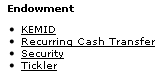 Endowment
KEMID
Recurring Cash Transfer
Security
Tickler